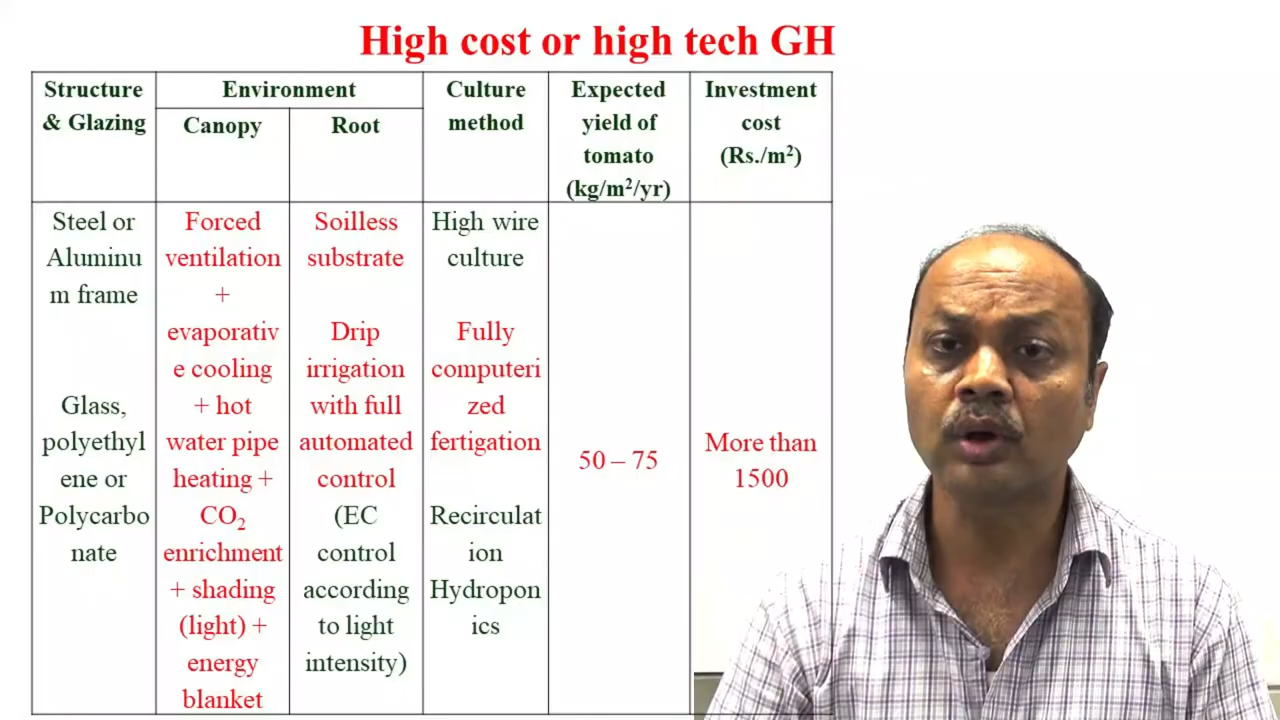 High cost or high tech GH
Structure
& Glazing
Environment
Canopy
Root
Culture
method
Expected
yield of
tomato
(kg/m²/yr)
Investment
cost
(Rs./m²)
Steel or
Aluminu
m frame
Glass,
polyethyl
ene or
Polycarbo
nate
Forced
ventilation
+
evaporativ
e cooling
+ hot
water pipe
heating +
CO₂
enrichment
+ shading
(light) +
energy
blanket
Soilless
substrate
Drip
irrigation
with full
automated
control
(EC
control
according
to light
intensity)
High wire
culture
Fully
computeri
zed
fertigation
Recirculat
ion
Hydropon
ics
50 – 75
More than
1500